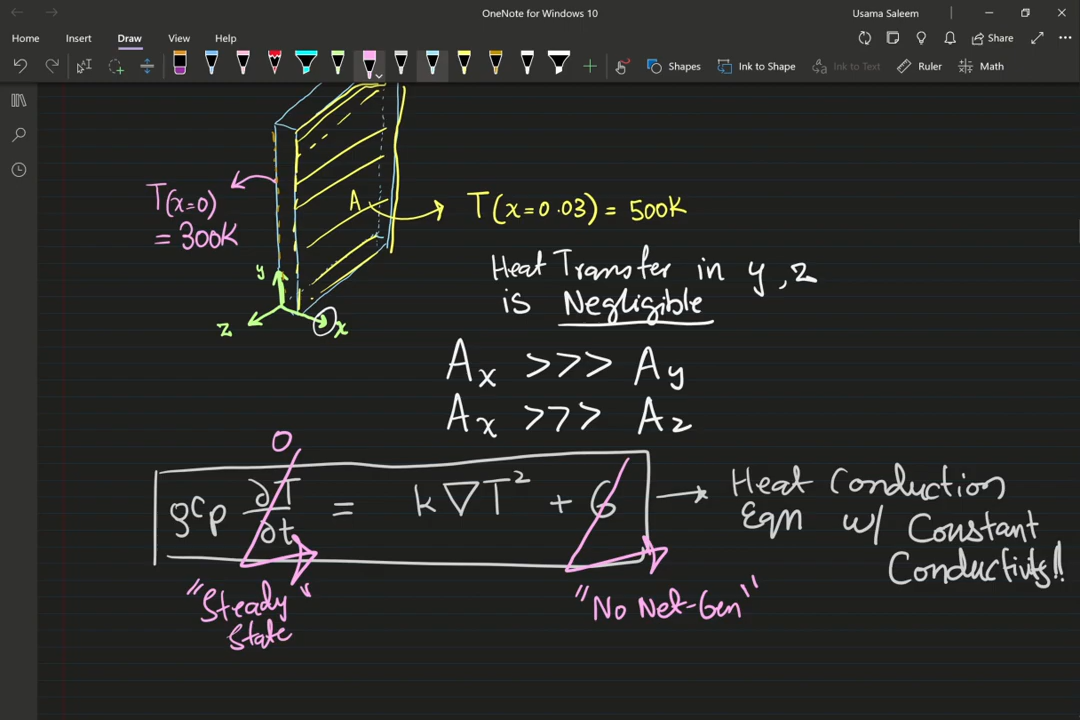 OneNote for Windows 10
Usama Saleem
Home Insert Draw View Help
Share
Shapes
Ink to Shape
Ink to Text
Ruler
Math
T(x=0)
= 300K
A
T(x=0.03) = 500K
y
z
x
Heat Transfer in y, z
is Negligible
Ax >>> Ay
Ax >>> Az
0
ρCp ∂T/∂t = k∇T² + G
Heat Conduction
Eqn w/ Constant
Conductivity!!
"Steady
State"
"No Net-Gen"